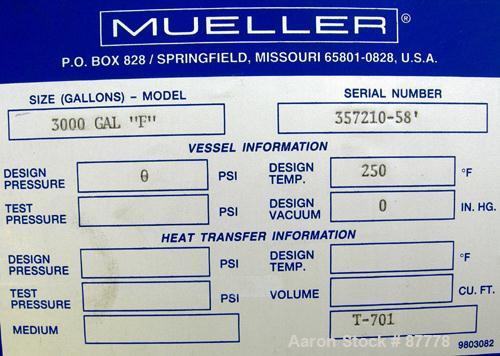 MUELLER®
P.O. BOX 828 / SPRINGFIELD, MISSOURI 65801-0828, U.S.A.
SIZE (GALLONS) - MODEL SERIAL NUMBER
3000 GAL "F" 357210-58'
VESSEL INFORMATION
DESIGN PRESSURE 0 PSI DESIGN TEMP. 250 °F
TEST PRESSURE PSI DESIGN VACUUM 0 IN. HG.
HEAT TRANSFER INFORMATION
DESIGN PRESSURE PSI DESIGN TEMP. °F
TEST PRESSURE PSI VOLUME CU. FT.
MEDIUM T-701
9803082
Aaron Stock # 87778